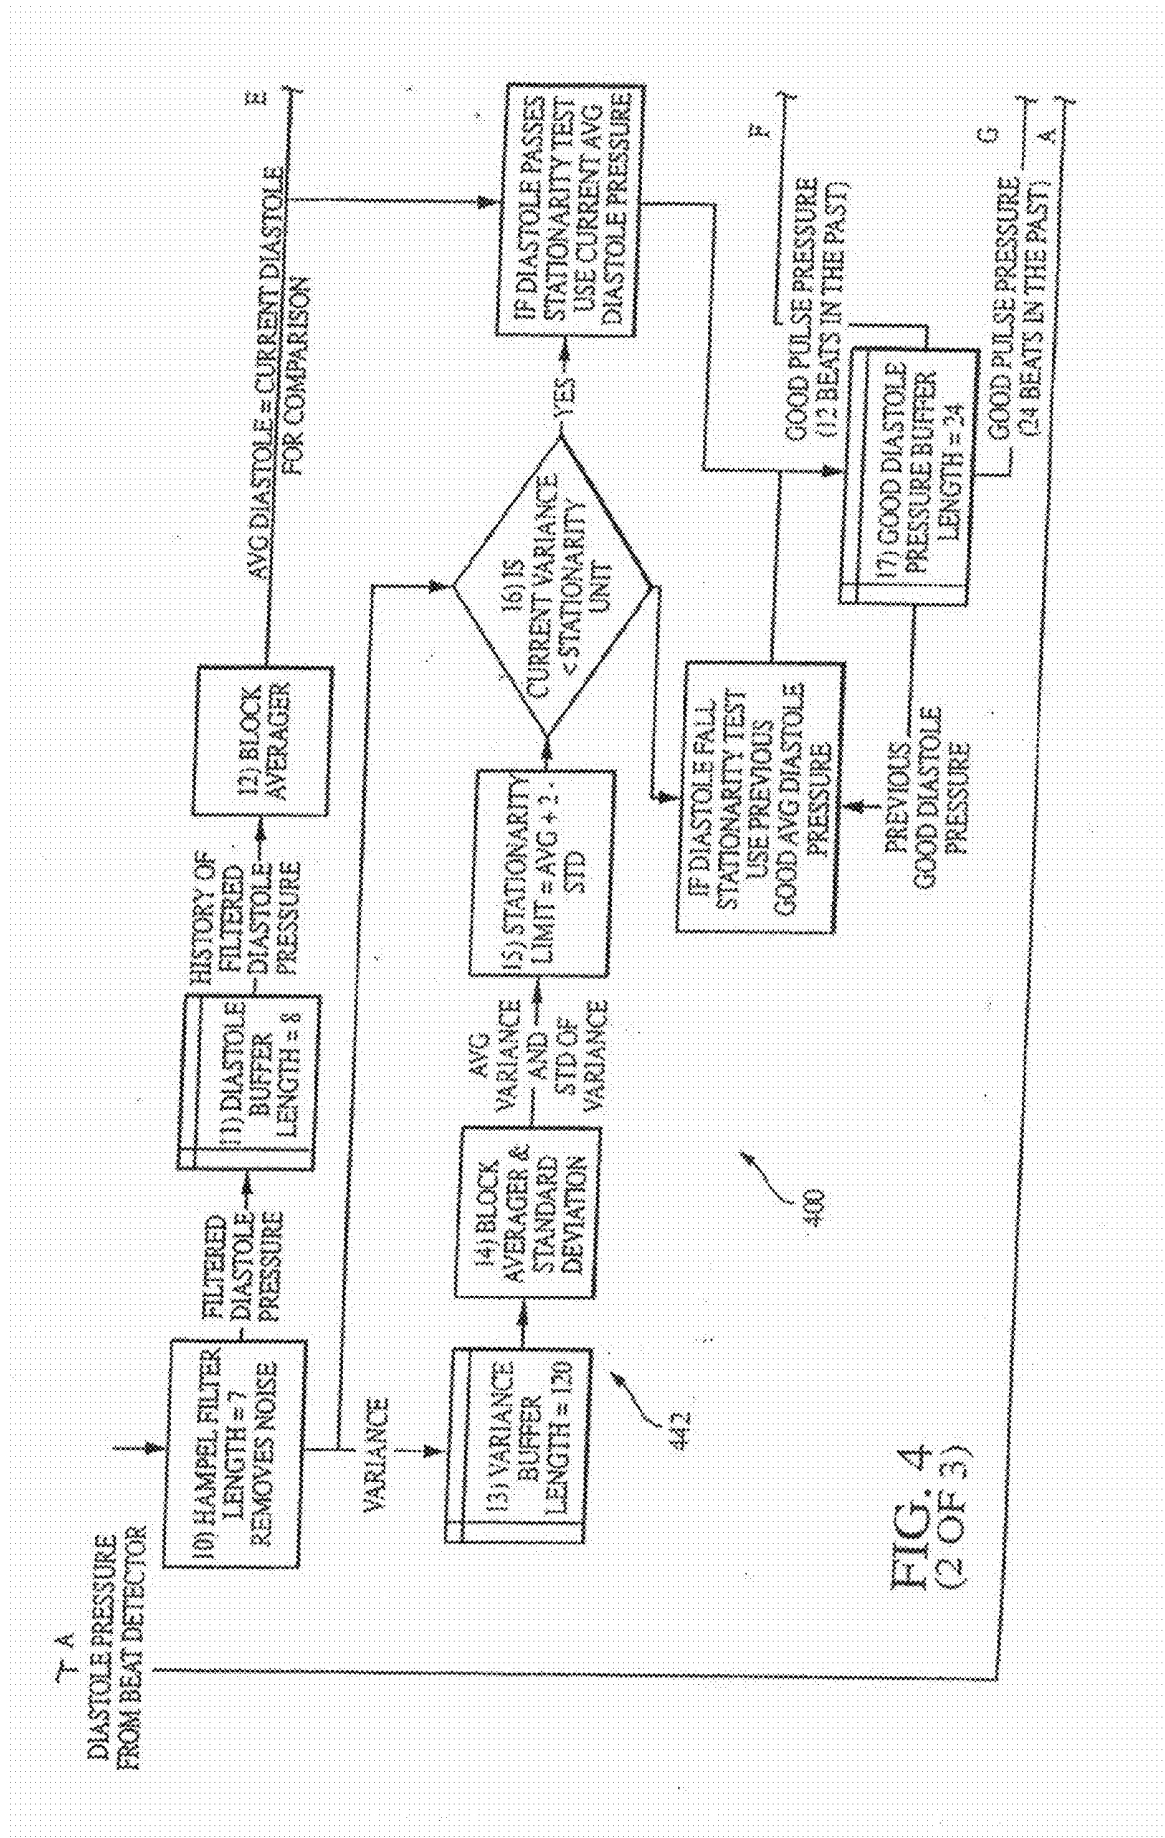 A
DIASTOLE PRESSURE
FROM BEAT DETECTOR
10) HAMPEL FILTER
LENGTH = 7
REMOVES NOISE
FILTERED
DIASTOLE
PRESSURE
11) DIASTOLE
BUFFER
LENGTH = 8
HISTORY OF
FILTERED
DIASTOLE
PRESSURE
12) BLOCK
AVERAGER
AVG DIASTOLE = CURRENT DIASTOLE
FOR COMPARISON
E
VARIANCE
13) VARIANCE
BUFFER
LENGTH = 120
442
14) BLOCK
AVERAGER &
STANDARD
DEVIATION
AVG
VARIANCE
AND
STD OF
VARIANCE
15) STATIONARITY
LIMIT = AVG + 2 ·
STD
16) IS
CURRENT VARIANCE
< STATIONARITY
UNIT
YES
IF DIASTOLE PASSES
STATIONARITY TEST
USE CURRENT AVG
DIASTOLE PRESSURE
IF DIASTOLE FALL
STATIONARITY TEST
USE PREVIOUS
GOOD AVG DIASTOLE
PRESSURE
PREVIOUS
GOOD DIASTOLE
PRESSURE
17) GOOD DIASTOLE
PRESSURE BUFFER
LENGTH = 24
GOOD PULSE PRESSURE
(12 BEATS IN THE PAST)
F
GOOD PULSE PRESSURE
(24 BEATS IN THE PAST)
G
A
400
FIG. 4
(2 OF 3)